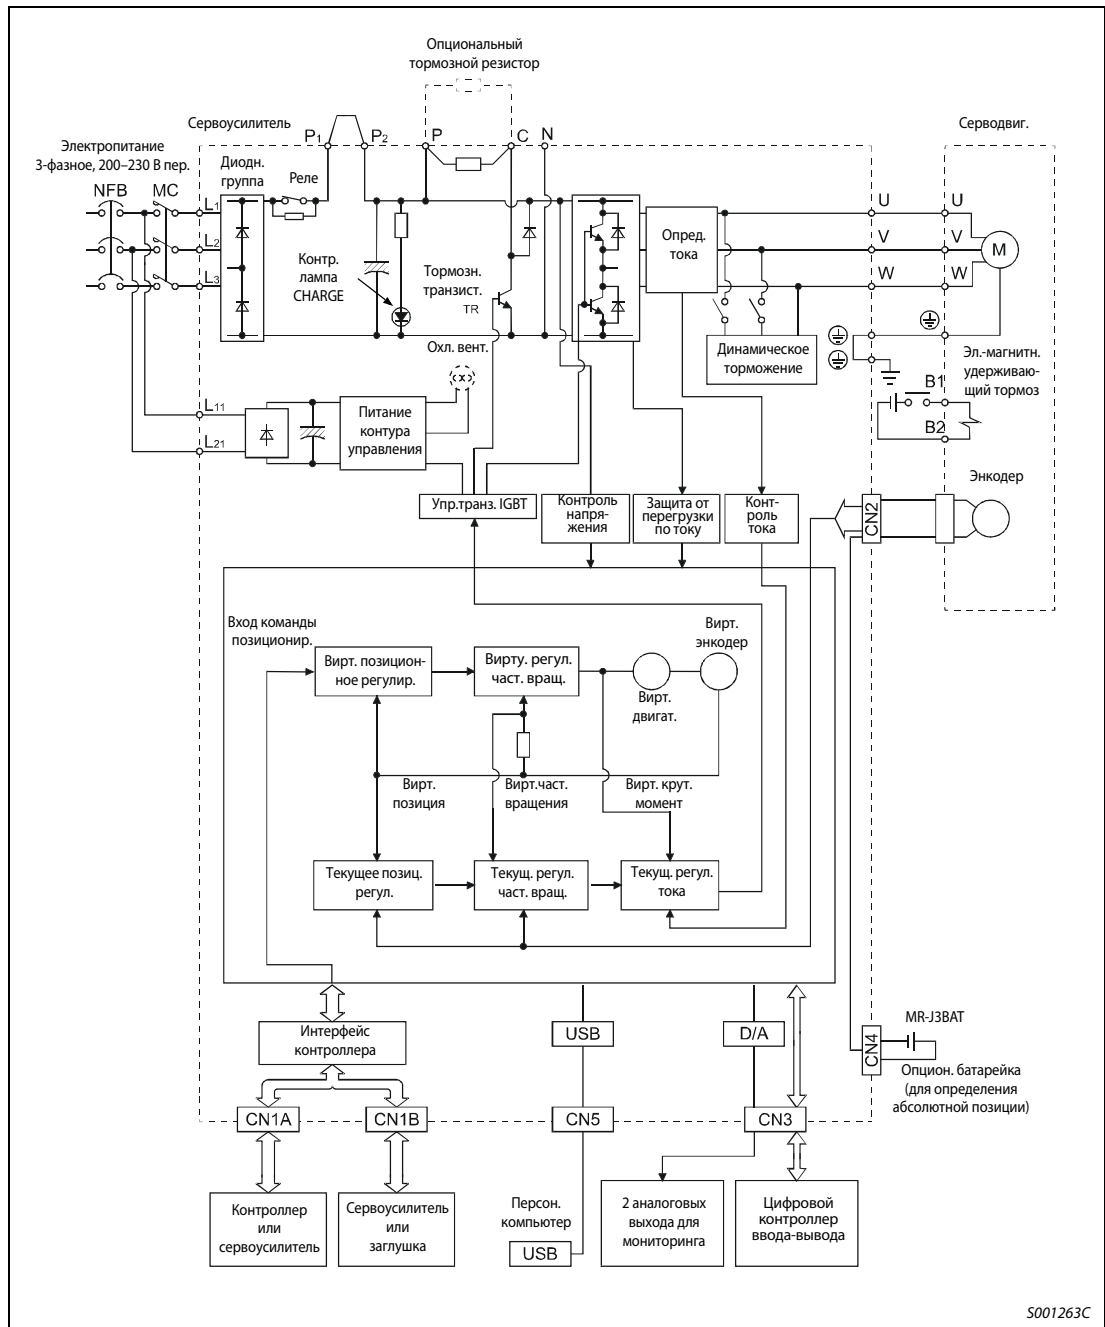 Опциональный
тормозной резистор
Сервоусилитель
P1
P2
P
C
N
Серводвиг.
Электропитание
3-фазное, 200–230 В пер.
NFB
MC
Диодн.
группа
Реле
L1
L2
L3
Контр.
лампа
CHARGE
Тормозн.
транзист.
TR
Опред.
тока
U
V
W
U
V
W
M
Динамическое
торможение
Охл. вент.
Эл.-магнитн.
удерживаю-
щий тормоз
B1
B2
L11
L21
Питание
контура
управления
Энкодер
Упр.транз. IGBT
Контроль
напря-
жения
Защита от
перегрузки
по току
Конт-
роль
тока
CN2
Вход команды
позиционир.
Вирт. позицион-
ное регулир.
Вирту. регул.
част. вращ.
Вирт.
энкодер
Вирт.
двигат.
Вирт.
позиция
Вирт.част.
вращения
Вирт. крут.
момент
Текущее позиц.
регул.
Текущ. регул.
част. вращ.
Текущ. регул.
тока
Интерфейс
контроллера
USB
D/A
CN4
MR-J3BAT
Опцион. батарейка
(для определения
абсолютной позиции)
CN1A
CN1B
CN5
CN3
Контроллер
или
сервоусилитель
Сервоусилитель
или
заглушка
Персон.
компьютер
USB
2 аналоговых
выхода для
мониторинга
Цифровой
контроллер
ввода-вывода
S001263C